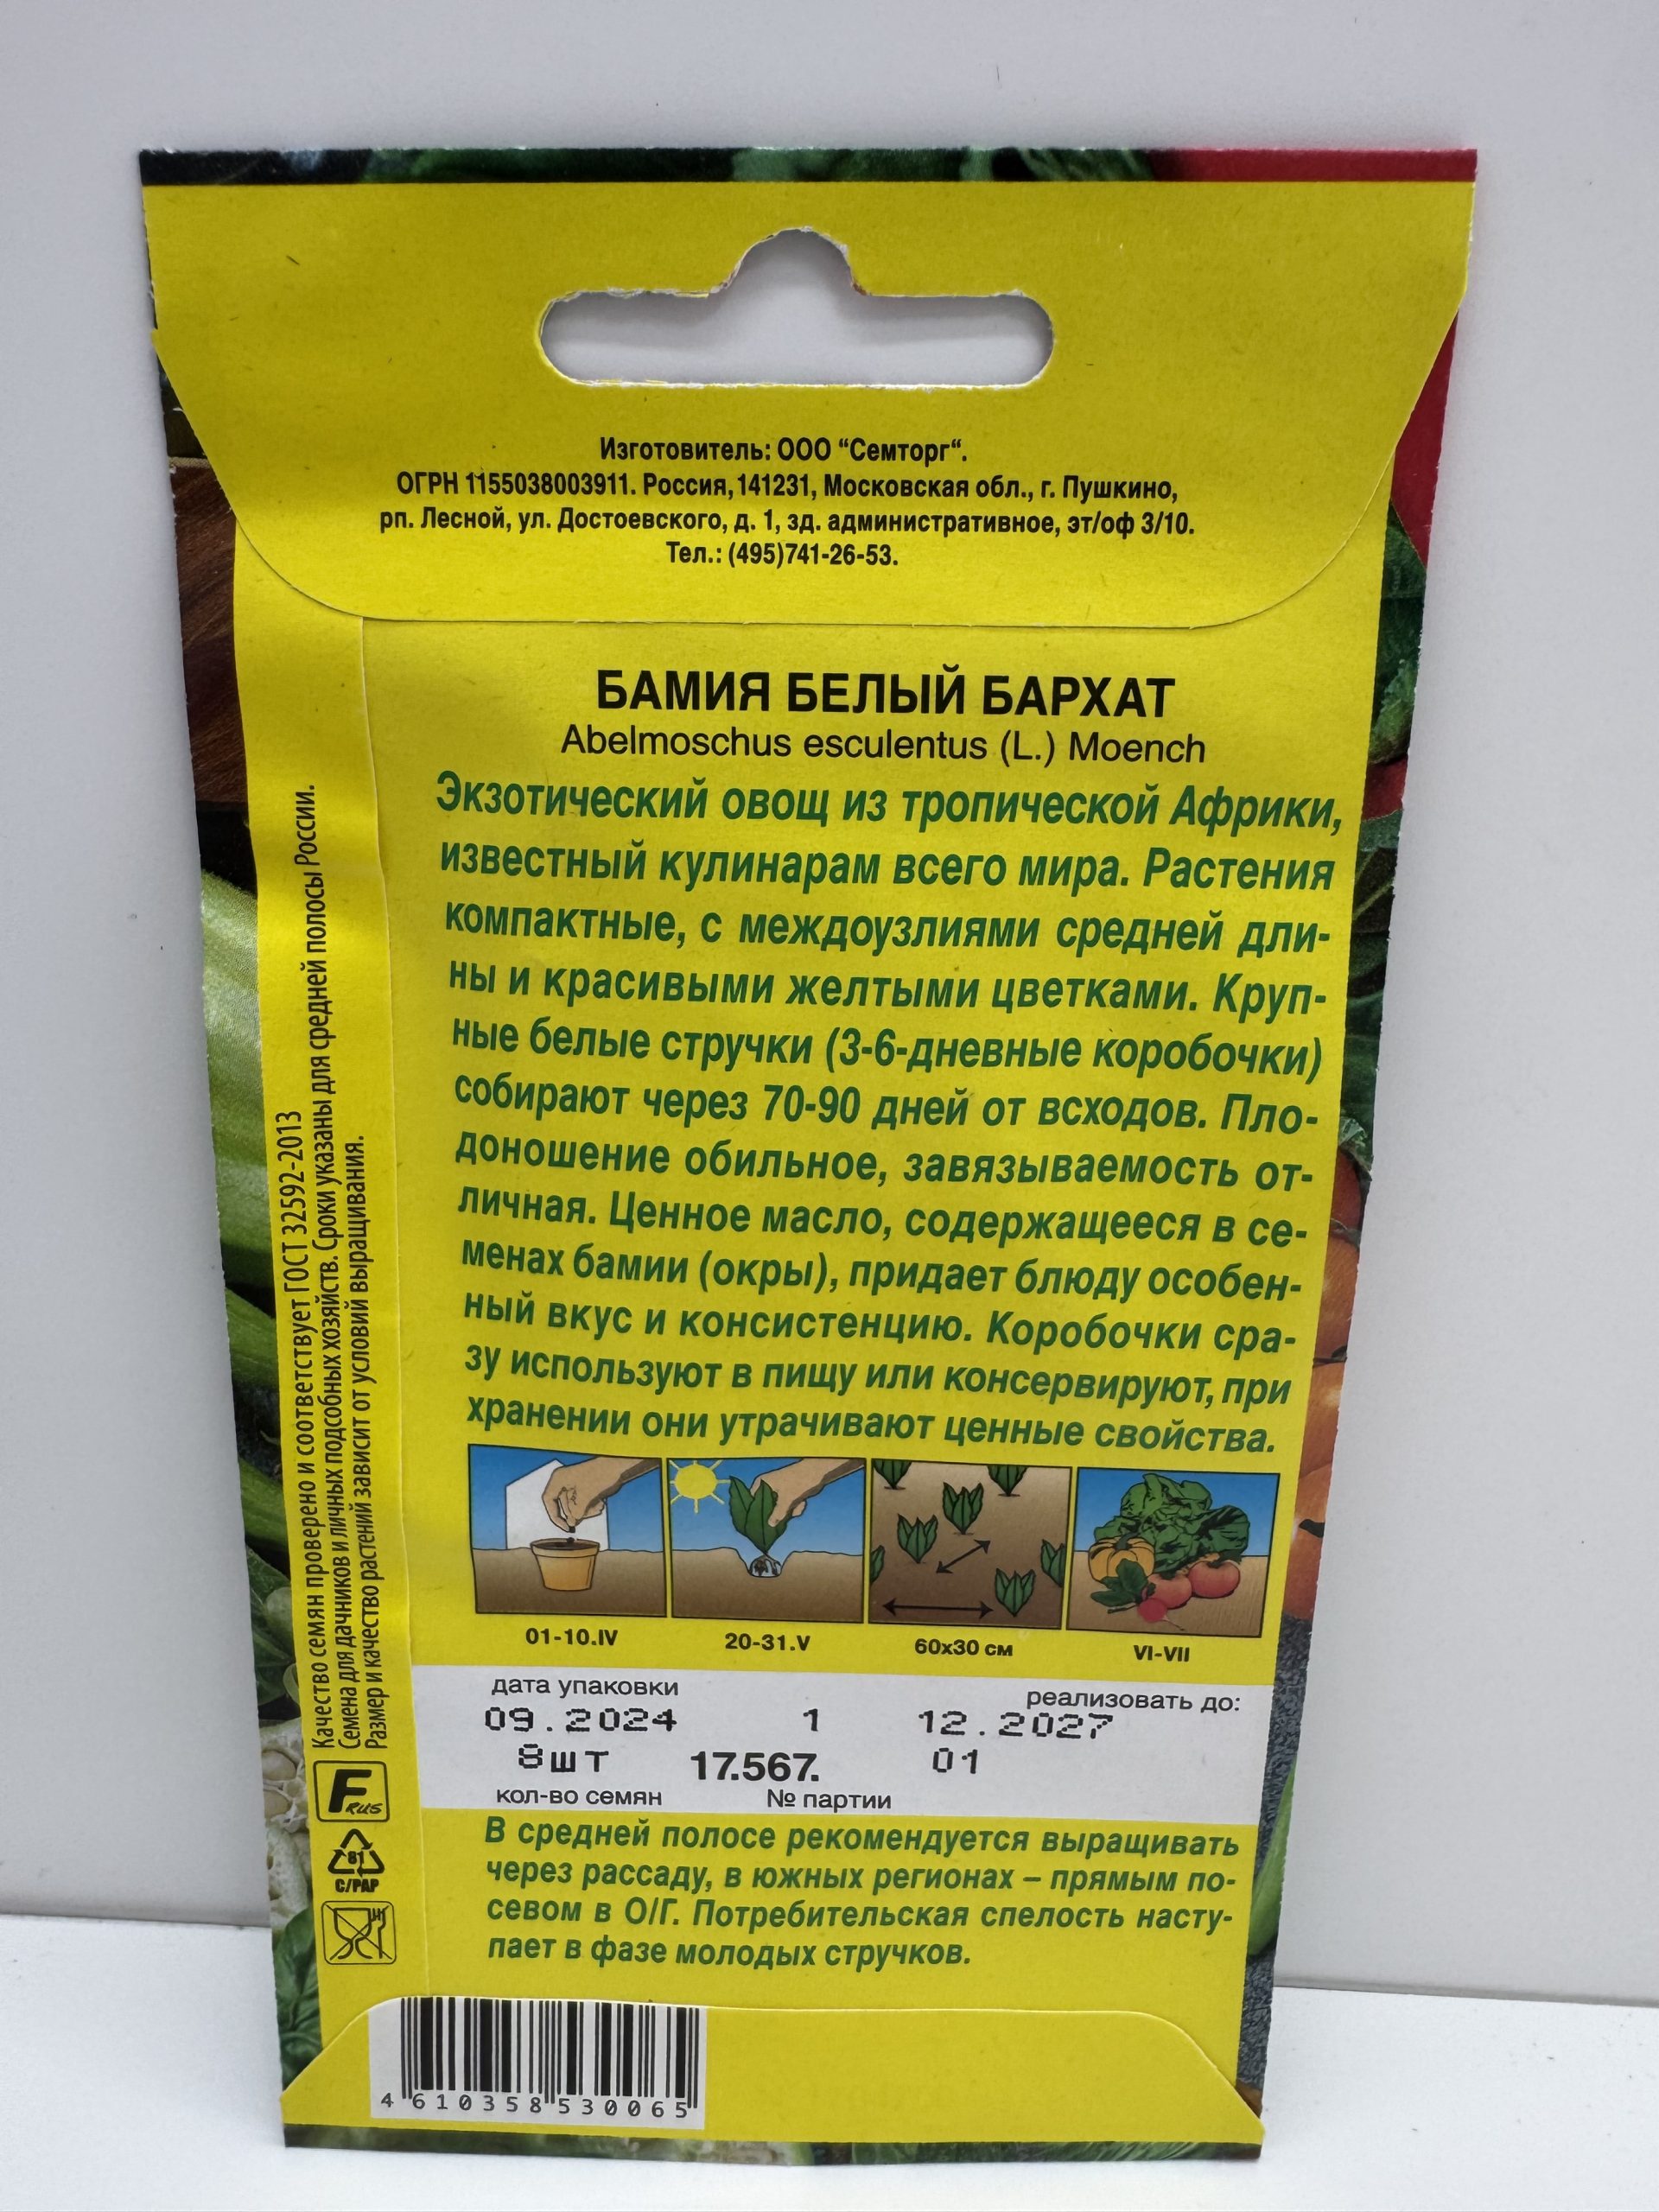 Изготовитель: ООО “Семторг“.
ОГРН 1155038003911. Россия,141231, Московская обл., г. Пушкино,
рп. Лесной, ул. Достоевского, д. 1, зд. административное, эт/оф 3/10.
Тел.: (495)741-26-53.
БАМИЯ БЕЛЫЙ БАРХАТ
Abelmoschus esculentus (L.) Moench
Экзотический овощ из тропической Африки,
известный кулинарам всего мира. Растения
компактные, с междоузлиями средней дли-
ны и красивыми желтыми цветками. Круп-
ные белые стручки (3-6-дневные коробочки)
собирают через 70-90 дней от всходов. Пло-
доношение обильное, завязываемость от-
личная. Ценное масло, содержащееся в се-
менах бамии (окры), придает блюду особен-
ный вкус и консистенцию. Коробочки сра-
зу используют в пищу или консервируют, при
хранении они утрачивают ценные свойства.
01-10.IV 20-31.V 60х30 см VI-VII
дата упаковки реализовать до:
09.2024 1 12.2027
8шт 17.567. 01
кол-во семян № партии
В средней полосе рекомендуется выращивать
через рассаду, в южных регионах – прямым по-
севом в О/Г. Потребительская спелость насту-
пает в фазе молодых стручков.
Качество семян проверено и соответствует ГОСТ 32592-2013
Семена для дачников и личных подсобных хозяйств. Сроки указаны для средней полосы России.
Размер и качество растений зависит от условий выращивания.
F RUS
81
C/PAP
4 610358 530065